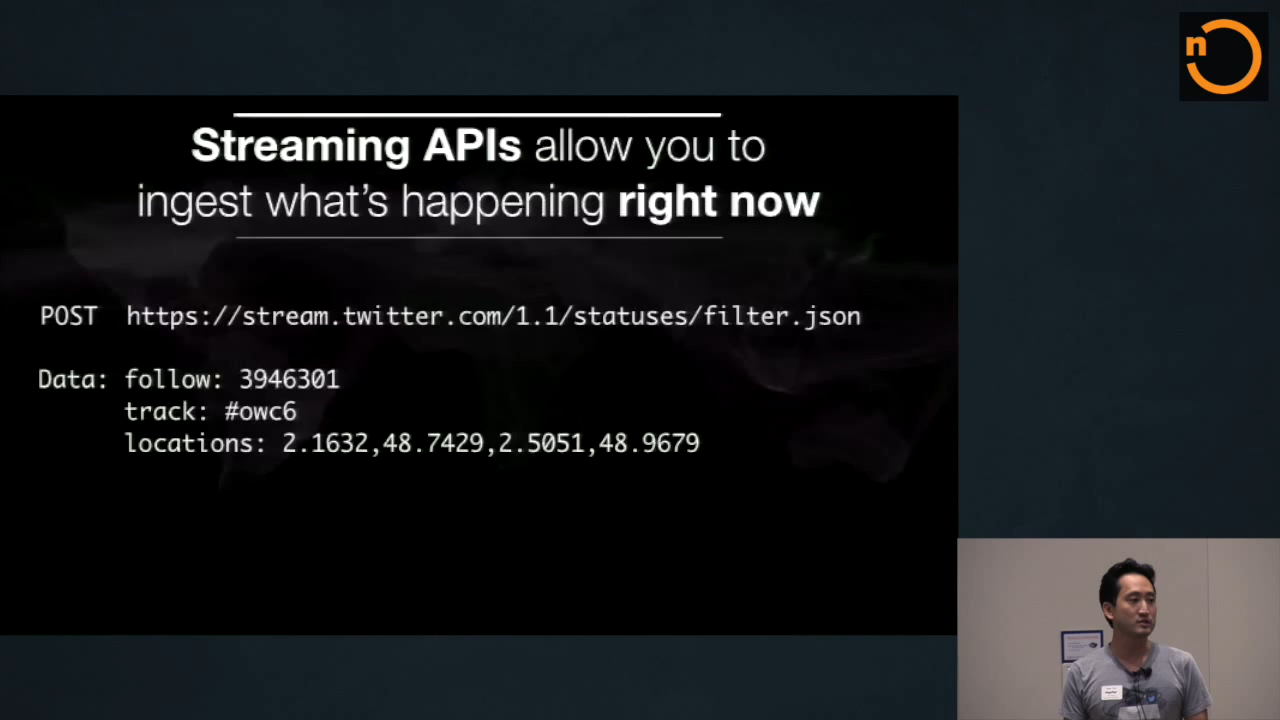 n
Streaming APIs allow you to
ingest what's happening right now
POST https://stream.twitter.com/1.1/statuses/filter.json
Data: follow: 3946301
track: #owc6
locations: 2.1632,48.7429,2.5051,48.9679